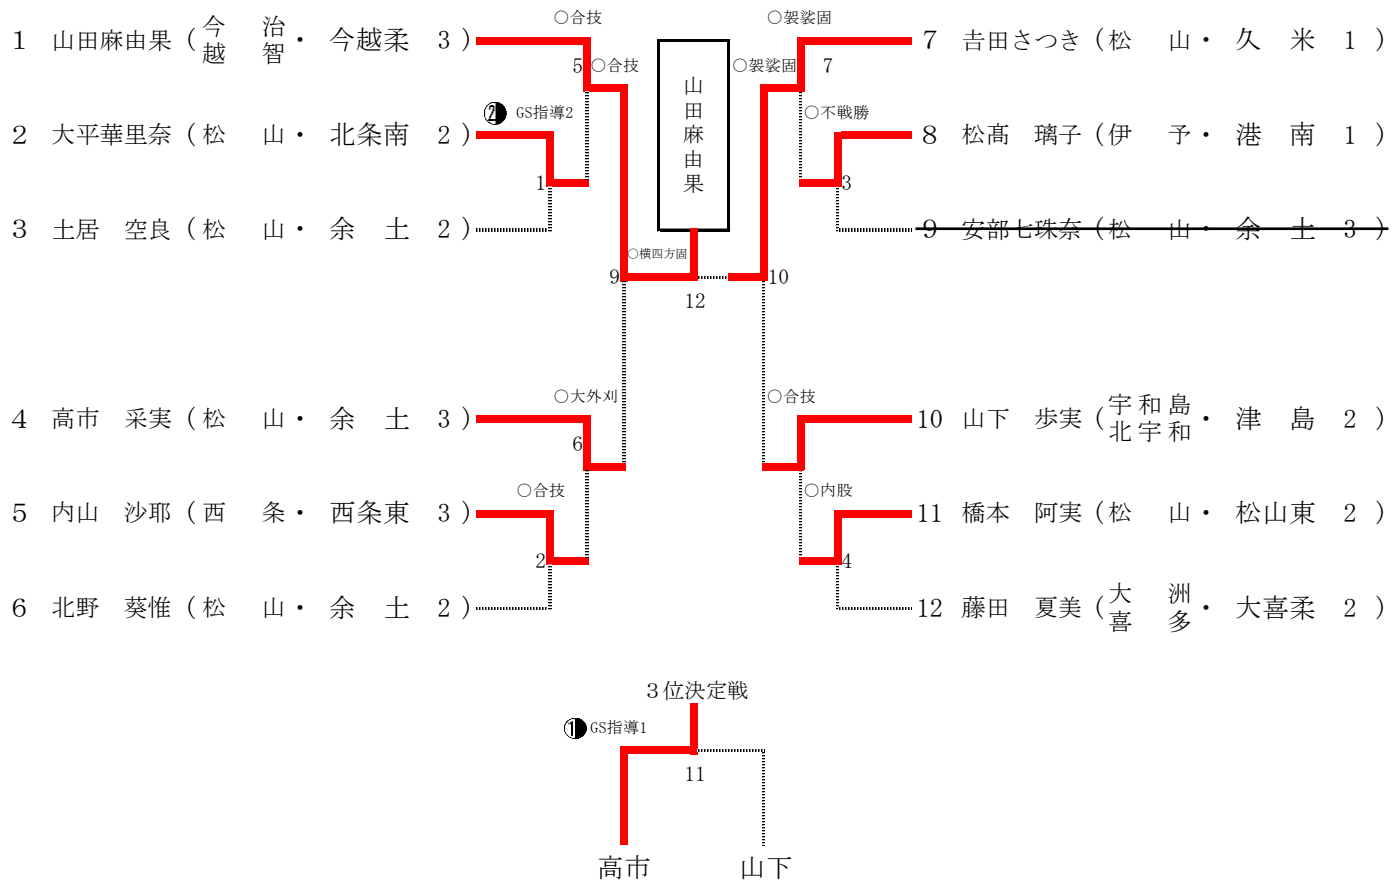 1 山田麻由果 ( 今治越智 ・ 今越柔 3 )
2 大平華里奈 ( 松 山 ・ 北条南 2 )
3 土居 空良 ( 松 山 ・ 余 土 2 )
4 高市 采実 ( 松 山 ・ 余 土 3 )
5 内山 沙耶 ( 西 条 ・ 西条東 3 )
6 北野 葵惟 ( 松 山 ・ 余 土 2 )
○合技
5
○合技
② GS指導2
1
9
○大外刈
6
○合技
2
山田麻由果
○横四方固
12
○袈裟固
○袈裟固
7
○不戦勝
3
10
○合技
○内股
4
7 𠮷田さつき ( 松 山 ・ 久 米 1 )
8 松髙 璃子 ( 伊 予 ・ 港 南 1 )
9 安部七珠奈 ( 松 山 ・ 余 土 3 )
10 山下 歩実 ( 宇和島北宇和 ・ 津 島 2 )
11 橋本 阿実 ( 松 山 ・ 松山東 2 )
12 藤田 夏美 ( 大洲喜多 ・ 大喜柔 2 )
3位決定戦
① GS指導1
11
高市 山下